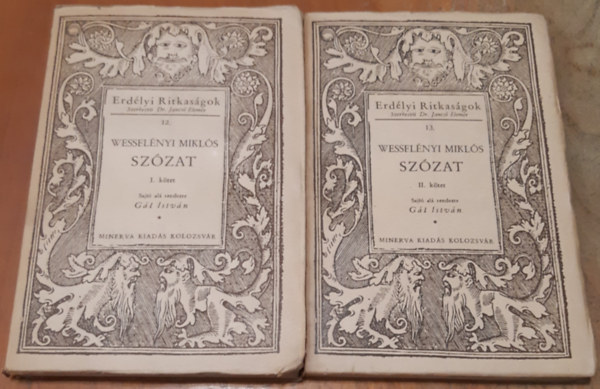 Erdélyi Ritkaságok
Szerkeszti Dr. Jancsó Elemér
12.
WESSELÉNYI MIKLÓS
SZÓZAT
I. kötet
Sajtó alá rendezte
Gál István
MINERVA KIADÁS KOLOZSVÁR
Erdélyi Ritkaságok
Szerkeszti Dr. Jancsó Elemér
13.
WESSELÉNYI MIKLÓS
SZÓZAT
II. kötet
Sajtó alá rendezte
Gál István
MINERVA KIADÁS KOLOZSVÁR